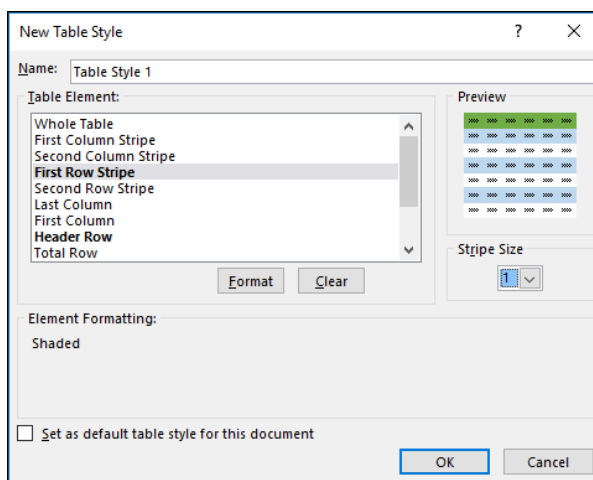 New Table Style
?
Name: Table Style 1
Table Element:
Whole Table
First Column Stripe
Second Column Stripe
First Row Stripe
Second Row Stripe
Last Column
First Column
Header Row
Total Row
Format Clear
Preview
Stripe Size
1
Element Formatting:
Shaded
Set as default table style for this document
OK Cancel